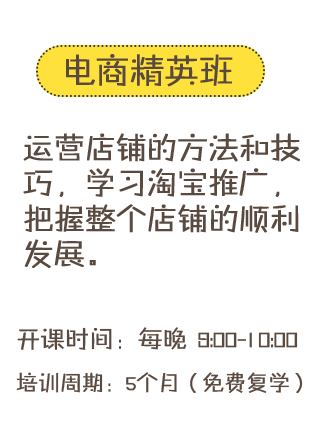 电商精英班
运营店铺的方法和技
巧，学习淘宝推广，
把握整个店铺的顺利
发展。
开课时间：每晚 9:00-10:00
培训周期：5个月（免费复学）